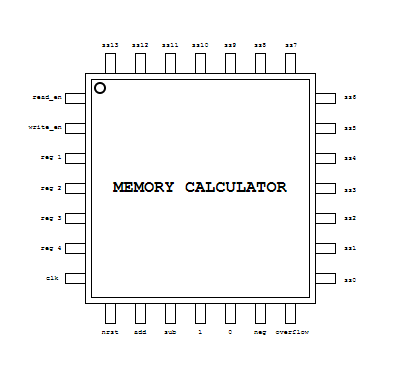 ss13 ss12 ss11 ss10 ss9 ss8 ss7
read_en ss6
write_en ss5
reg 1 ss4
reg 2 MEMORY CALCULATOR ss3
reg 3 ss2
reg 4 ss1
clk ss0
nrst add sub 1 0 neg overflow